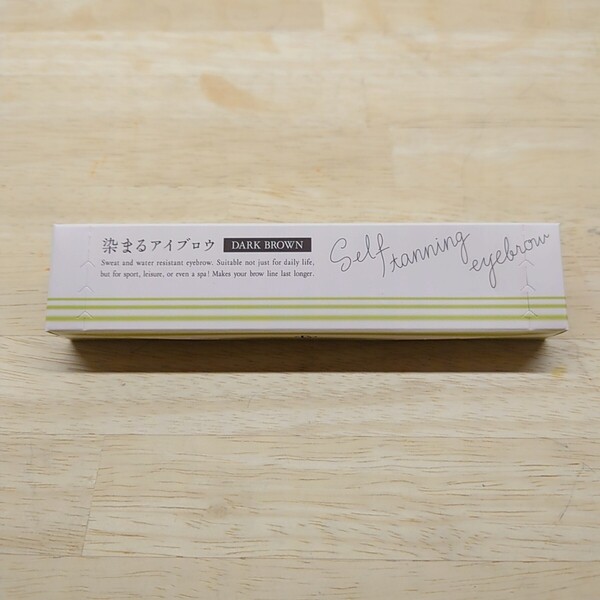 染まるアイブロウ DARK BROWN
Sweat and water resistant eyebrow. Suitable not just for daily life,
but for sport, leisure, or even a spa! Makes your brow line last longer.
Self tanning eyebrow